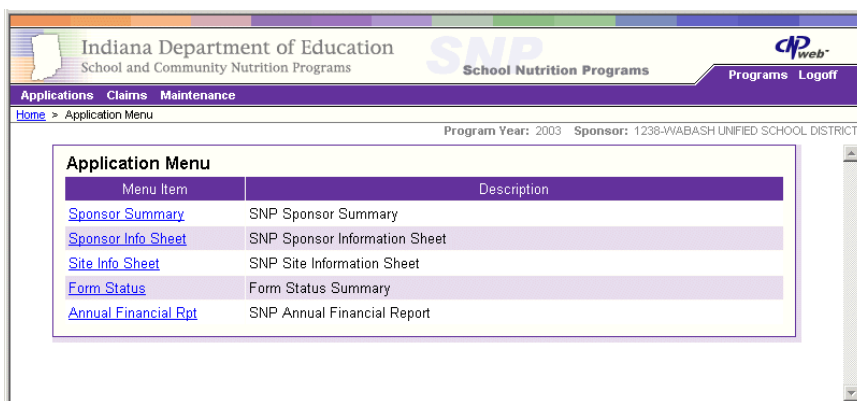 Indiana Department of Education
School and Community Nutrition Programs
SNP
School Nutrition Programs
CNPweb
Programs Logoff
Applications Claims Maintenance
Home > Application Menu
Program Year: 2003 Sponsor: 1238-WABASH UNIFIED SCHOOL DISTRICT
Application Menu
Menu Item Description
Sponsor Summary SNP Sponsor Summary
Sponsor Info Sheet SNP Sponsor Information Sheet
Site Info Sheet SNP Site Information Sheet
Form Status Form Status Summary
Annual Financial Rpt SNP Annual Financial Report